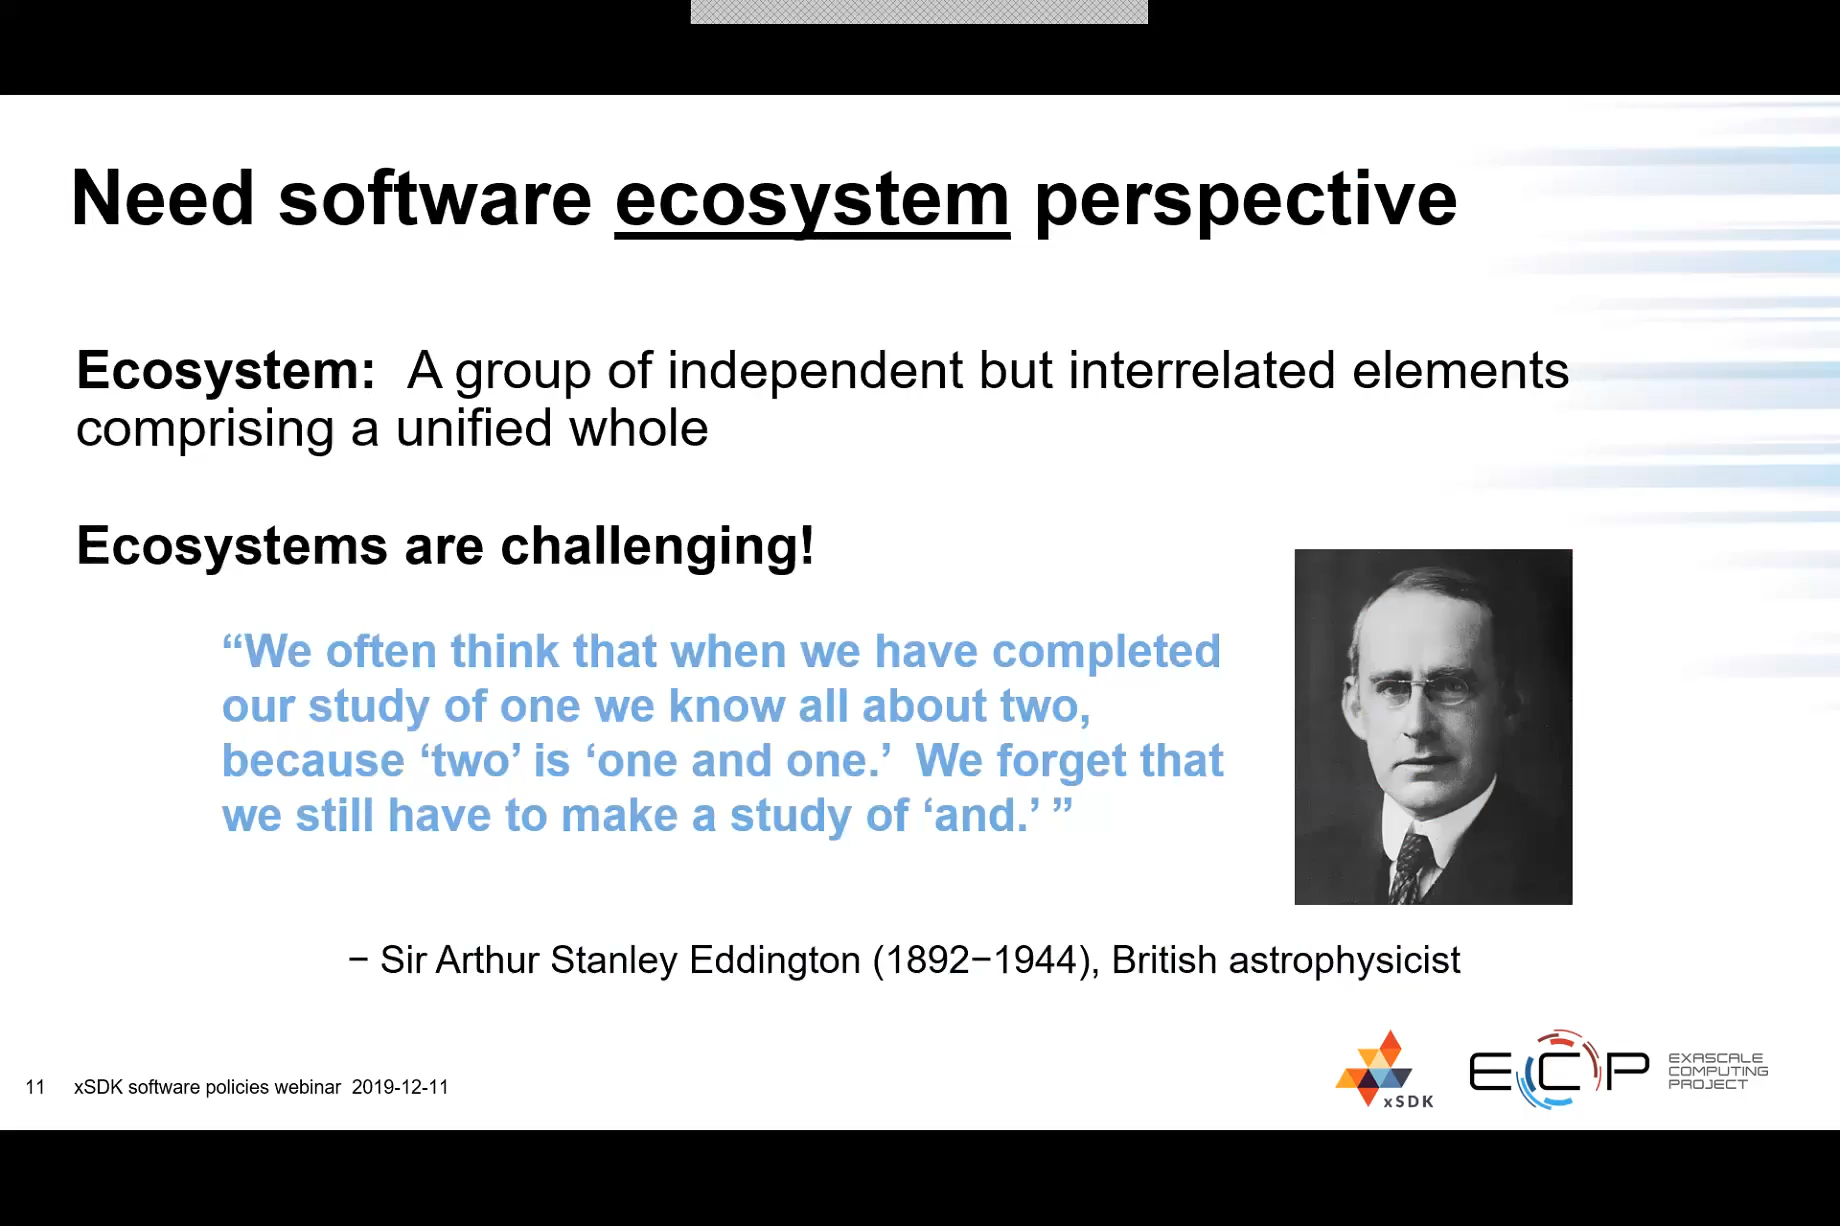 Need software ecosystem perspective
Ecosystem:  A group of independent but interrelated elements
comprising a unified whole
Ecosystems are challenging!
“We often think that when we have completed
our study of one we know all about two,
because ‘two’ is ‘one and one.’  We forget that
we still have to make a study of ‘and.’ ”
− Sir Arthur Stanley Eddington (1892−1944), British astrophysicist
11 xSDK software policies webinar  2019-12-11
xSDK
ECP
EXASCALE
COMPUTING
PROJECT